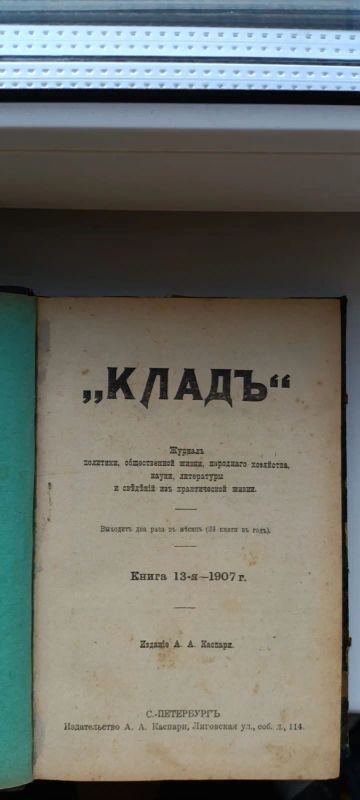 „КЛАДЪ“
Журналъ
политики, общественной жизни, народнаго хозяйства,
науки, литературы
и свѣдѣній изъ практической жизни.
Выходитъ два раза въ мѣсяцъ (24 книги въ годъ).
Книга 13-я—1907 г.
Изданіе А. А. Каспари.
С.-ПЕТЕРБУРГЪ
Издательство А. А. Каспари, Лиговская ул., соб. д., 114.